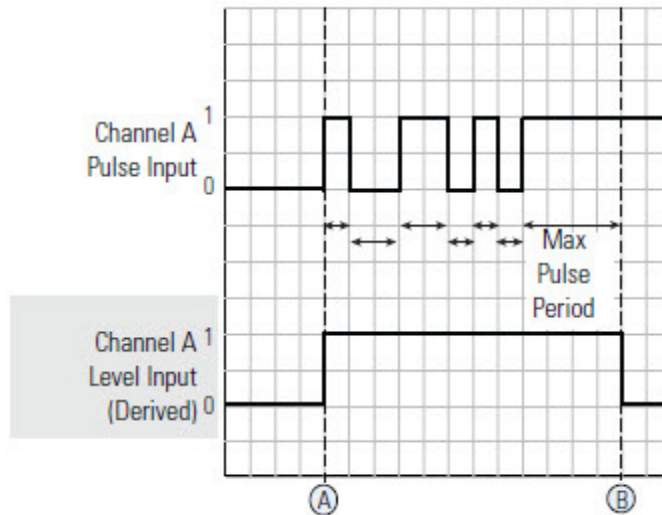 Channel A
Pulse Input
1
0
Max
Pulse
Period
Channel A
Level Input
(Derived)
1
0
A
B